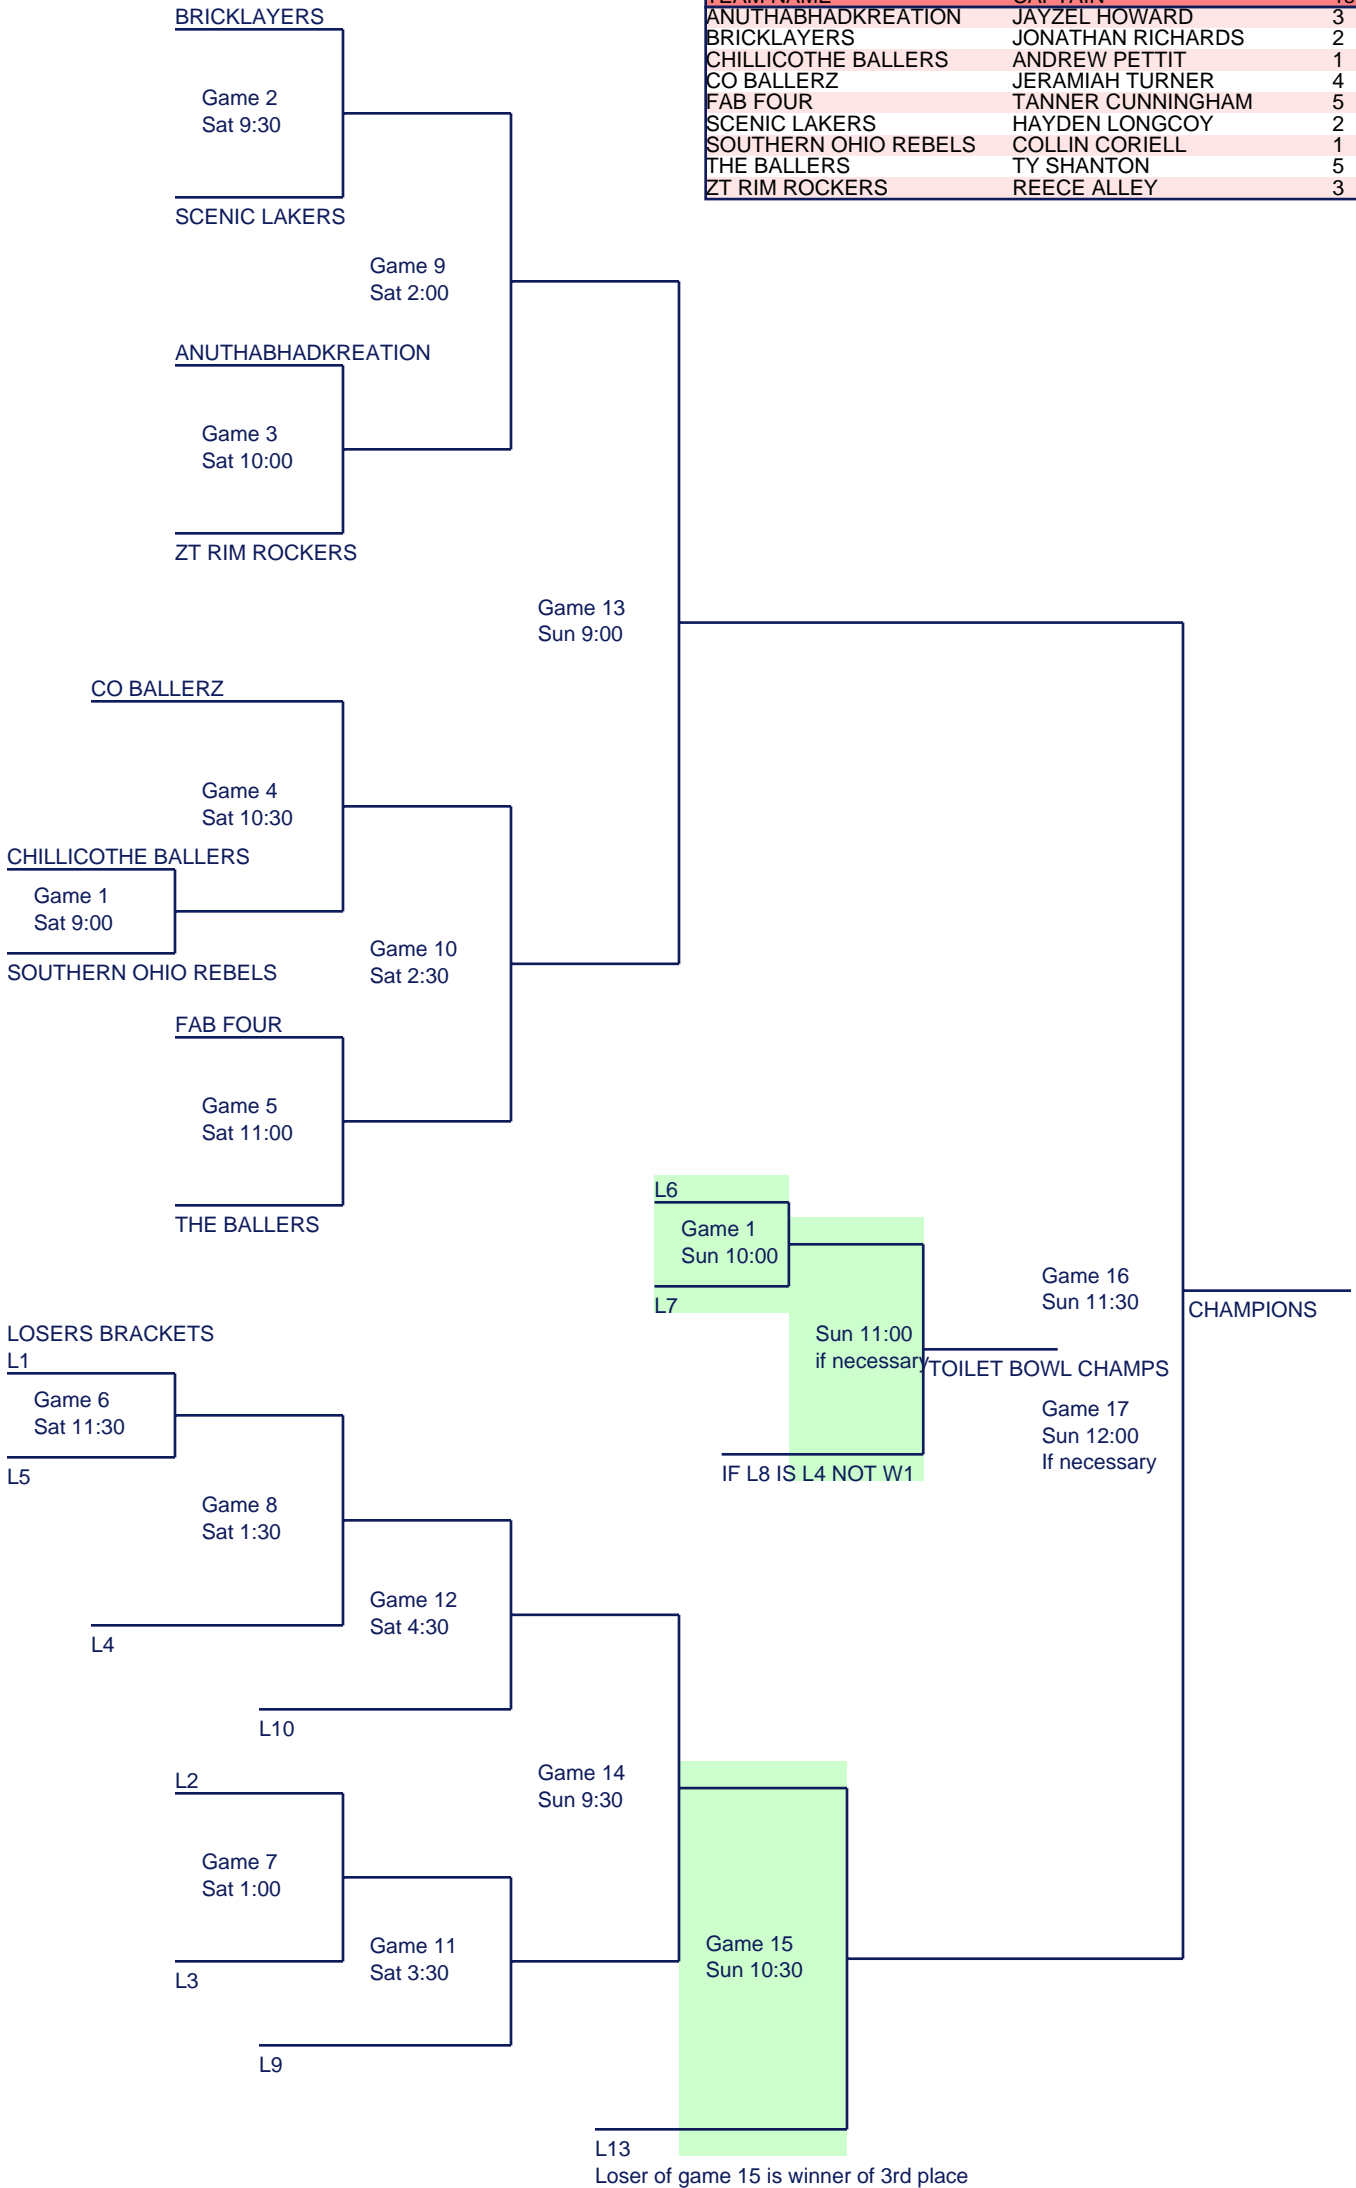 BRICKLAYERS
Game 2
Sat 9:30
SCENIC LAKERS
Game 9
Sat 2:00
ANUTHABHADKREATION
Game 3
Sat 10:00
ZT RIM ROCKERS
TEAM NAME CAPTAIN
ANUTHABHADKREATION JAYZEL HOWARD 3
BRICKLAYERS JONATHAN RICHARDS 2
CHILLICOTHE BALLERS ANDREW PETTIT 1
CO BALLERZ JERAMIAH TURNER 4
FAB FOUR TANNER CUNNINGHAM 5
SCENIC LAKERS HAYDEN LONGCOY 2
SOUTHERN OHIO REBELS COLLIN CORIELL 1
THE BALLERS TY SHANTON 5
ZT RIM ROCKERS REECE ALLEY 3
Game 13
Sun 9:00
CO BALLERZ
Game 4
Sat 10:30
CHILLICOTHE BALLERS
Game 1
Sat 9:00
SOUTHERN OHIO REBELS
Game 10
Sat 2:30
FAB FOUR
Game 5
Sat 11:00
THE BALLERS
L6
Game 1
Sun 10:00
L7
Sun 11:00
if necessary
TOILET BOWL CHAMPS
IF L8 IS L4 NOT W1
Game 16
Sun 11:30
CHAMPIONS
Game 17
Sun 12:00
If necessary
LOSERS BRACKETS
L1
Game 6
Sat 11:30
L5
Game 8
Sat 1:30
L4
Game 12
Sat 4:30
L10
Game 14
Sun 9:30
L2
Game 7
Sat 1:00
L3
Game 11
Sat 3:30
L9
Game 15
Sun 10:30
L13
Loser of game 15 is winner of 3rd place